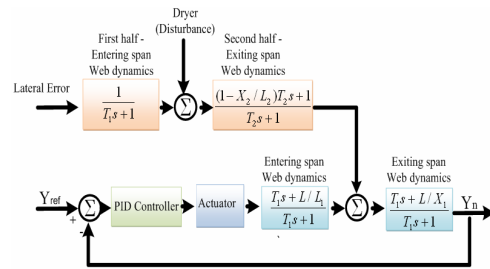 Dryer
(Disturbance)
First half -
Entering span
Web dynamics
Second half -
Exiting span
Web dynamics
Lateral Error
1
T₁s+1
Σ
(1-X₂/L₂)T₂s+1
T₂s+1
Entering span
Web dynamics
Exiting span
Web dynamics
Yref
+
-
Σ
PID Controller
Actuator
T₁s+L/L₁
T₁s+1
Σ
T₁s+L/X₁
T₁s+1
Yn